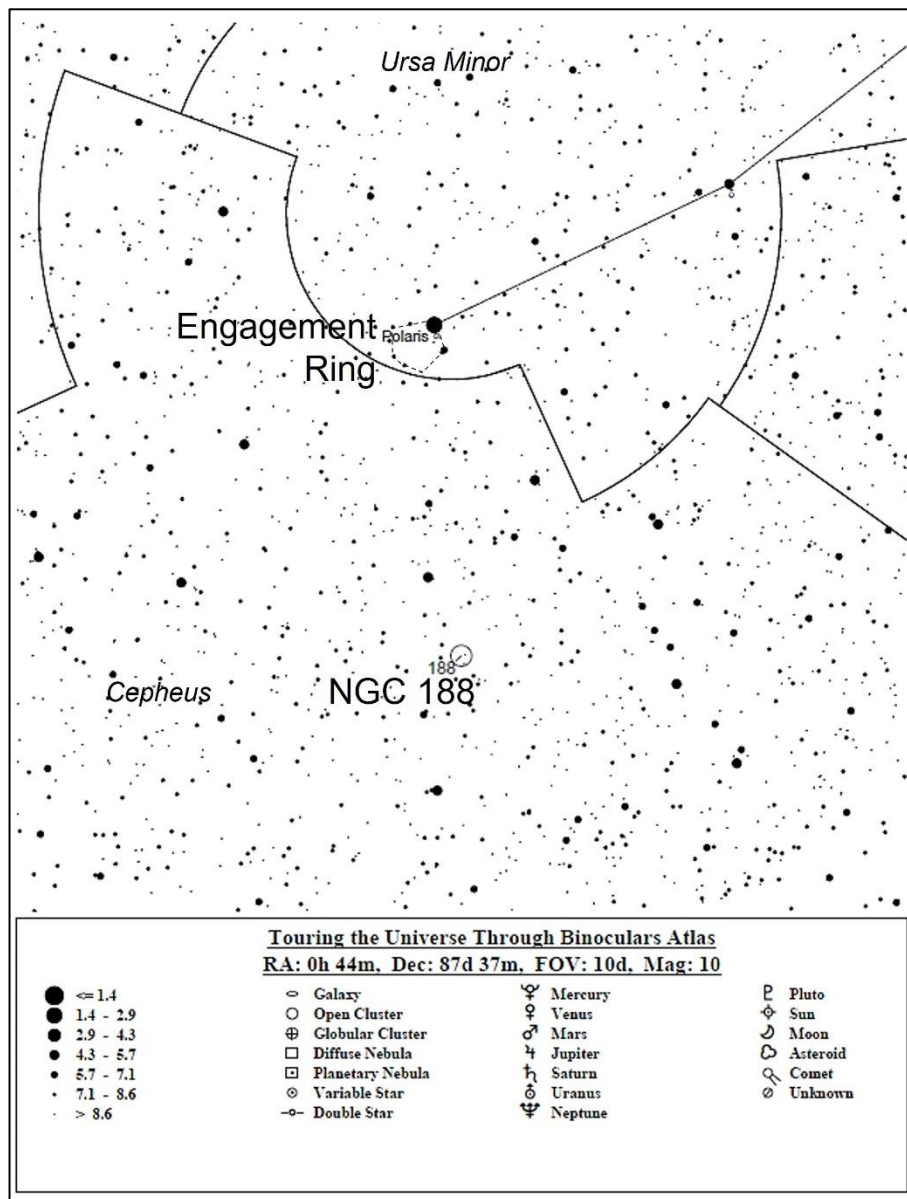 Ursa Minor
Engagement
Ring
Polaris
188
Cepheus
NGC 188
Touring the Universe Through Binoculars Atlas
RA: 0h 44m, Dec: 87d 37m, FOV: 10d, Mag: 10
<= 1.4
1.4 - 2.9
2.9 - 4.3
4.3 - 5.7
5.7 - 7.1
7.1 - 8.6
> 8.6
Galaxy
Open Cluster
Globular Cluster
Diffuse Nebula
Planetary Nebula
Variable Star
Double Star
Mercury
Venus
Mars
Jupiter
Saturn
Uranus
Neptune
Pluto
Sun
Moon
Asteroid
Comet
Unknown